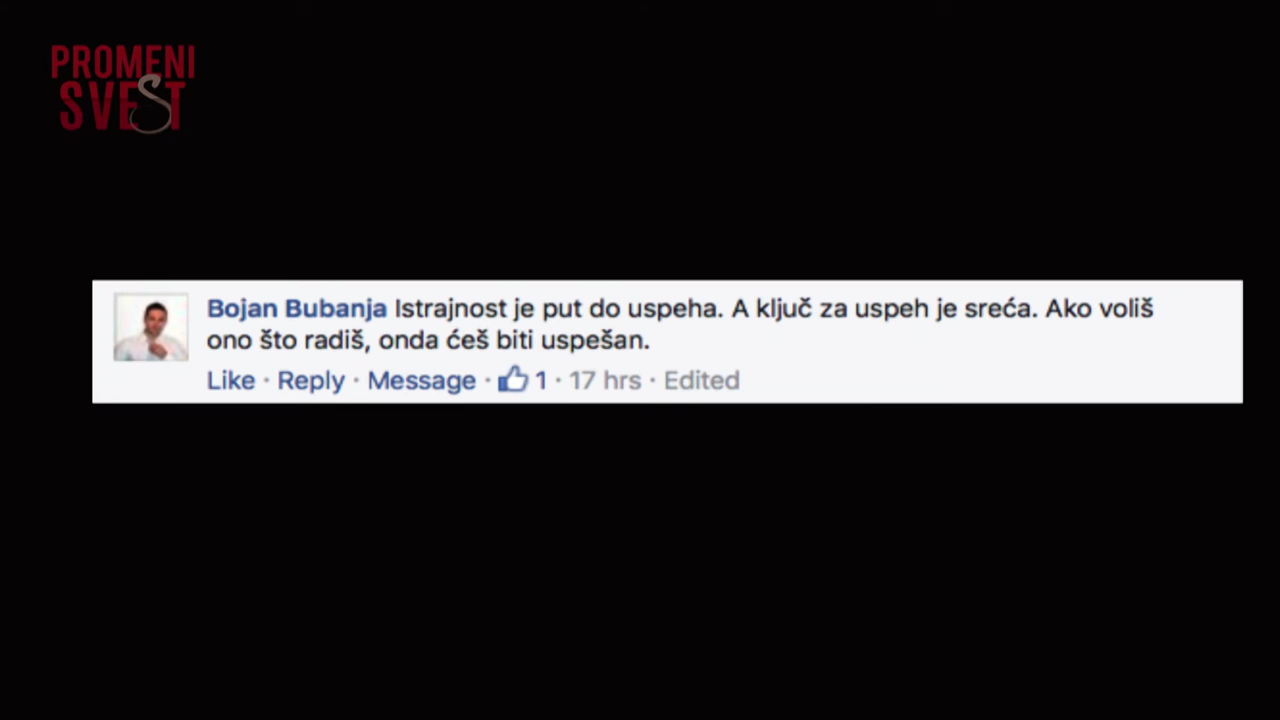 PROMENI
SVEST
Bojan Bubanja Istrajnost je put do uspeha. A ključ za uspeh je sreća. Ako voliš
ono što radiš, onda ćeš biti uspešan.
Like · Reply · Message · 1 · 17 hrs · Edited